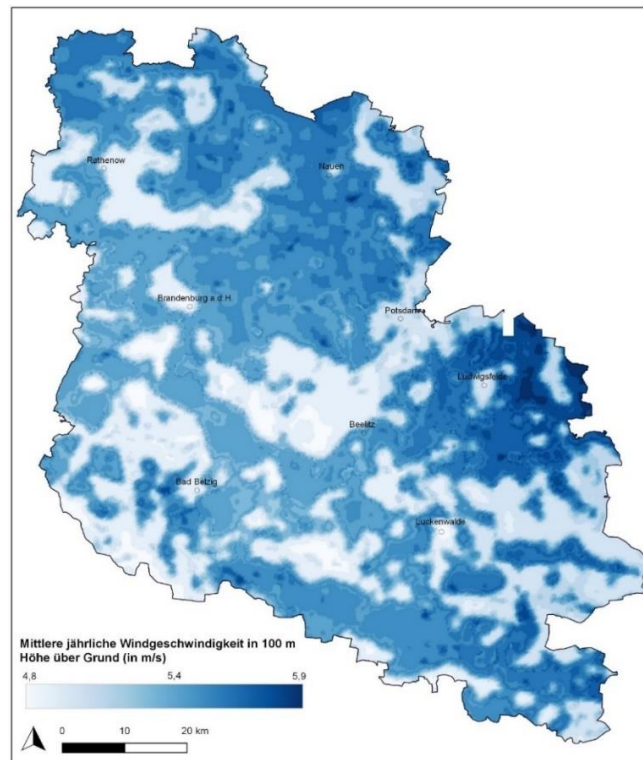 Rathenow
Nauen
Brandenburg a d H
Potsdam
Ludwigsfelde
Beelitz
Bad Belzig
Luckenwalde
Mittlere jährliche Windgeschwindigkeit in 100 m
Höhe über Grund (in m/s)
4,8 5,4 5,9
0 10 20 km